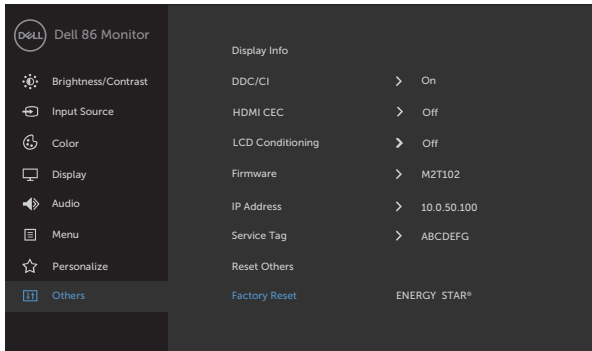 DELL Dell 86 Monitor
Display Info
Brightness/Contrast DDC/CI > On
Input Source HDMI CEC > Off
Color LCD Conditioning > Off
Display Firmware > M2T102
Audio IP Address > 10.0.50.100
Menu Service Tag > ABCDEFG
Personalize Reset Others
Others Factory Reset ENERGY STAR®